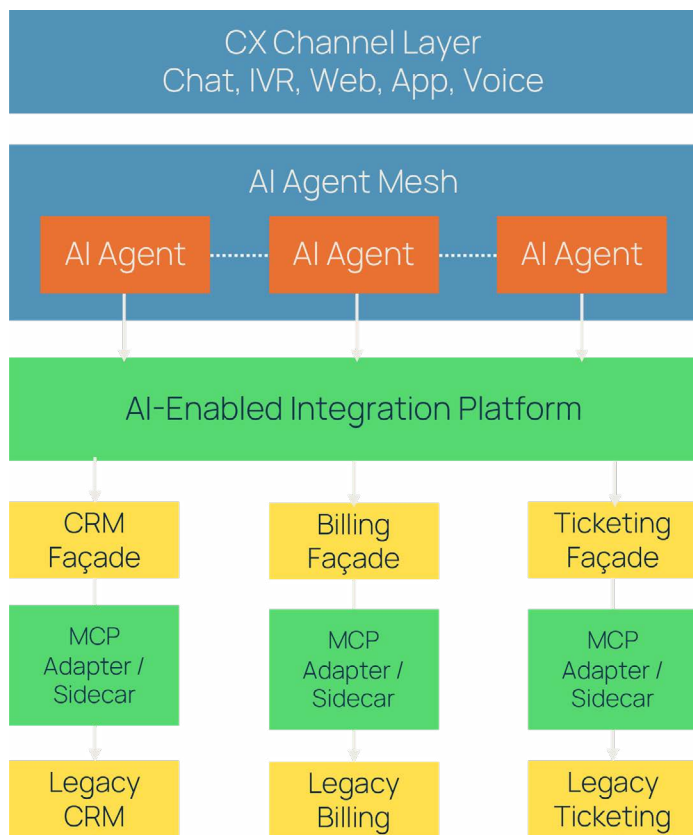 CX Channel Layer
Chat, IVR, Web, App, Voice
AI Agent Mesh
AI Agent
AI Agent
AI Agent
AI-Enabled Integration Platform
CRM
Façade
Billing
Façade
Ticketing
Façade
MCP
Adapter /
Sidecar
MCP
Adapter /
Sidecar
MCP
Adapter /
Sidecar
Legacy
CRM
Legacy
Billing
Legacy
Ticketing